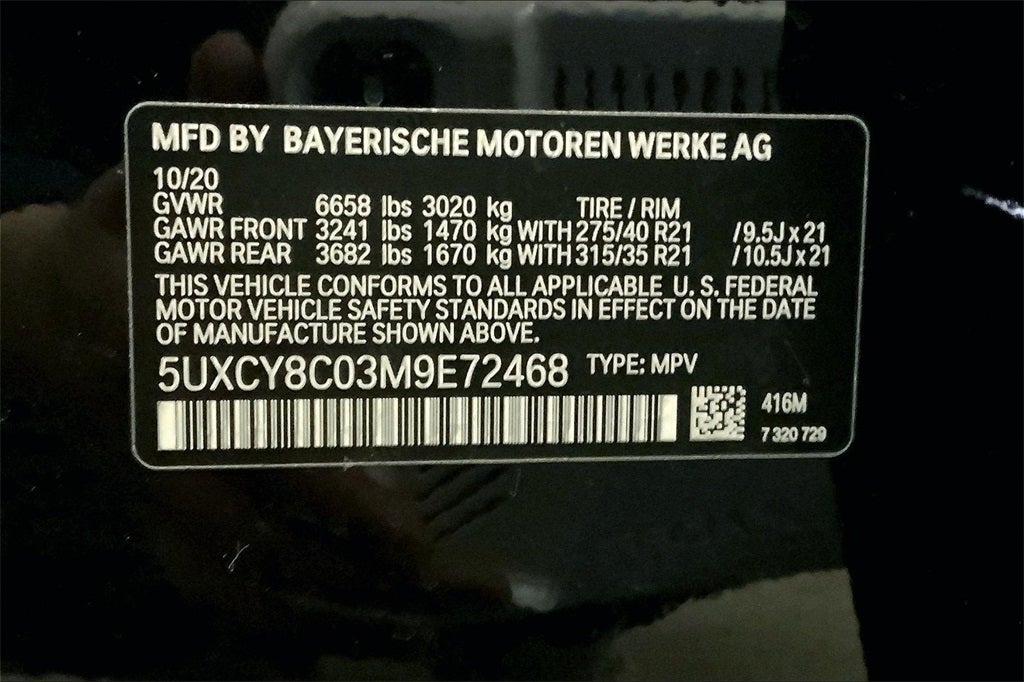 MFD BY BAYERISCHE MOTOREN WERKE AG
10/20
GVWR 6658 lbs 3020 kg TIRE / RIM
GAWR FRONT 3241 lbs 1470 kg WITH 275/40 R21 /9.5J x 21
GAWR REAR 3682 lbs 1670 kg WITH 315/35 R21 /10.5J x 21
THIS VEHICLE CONFORMS TO ALL APPLICABLE U. S. FEDERAL
MOTOR VEHICLE SAFETY STANDARDS IN EFFECT ON THE DATE
OF MANUFACTURE SHOWN ABOVE.
5UXCY8C03M9E72468 TYPE: MPV
416M
7 320 729